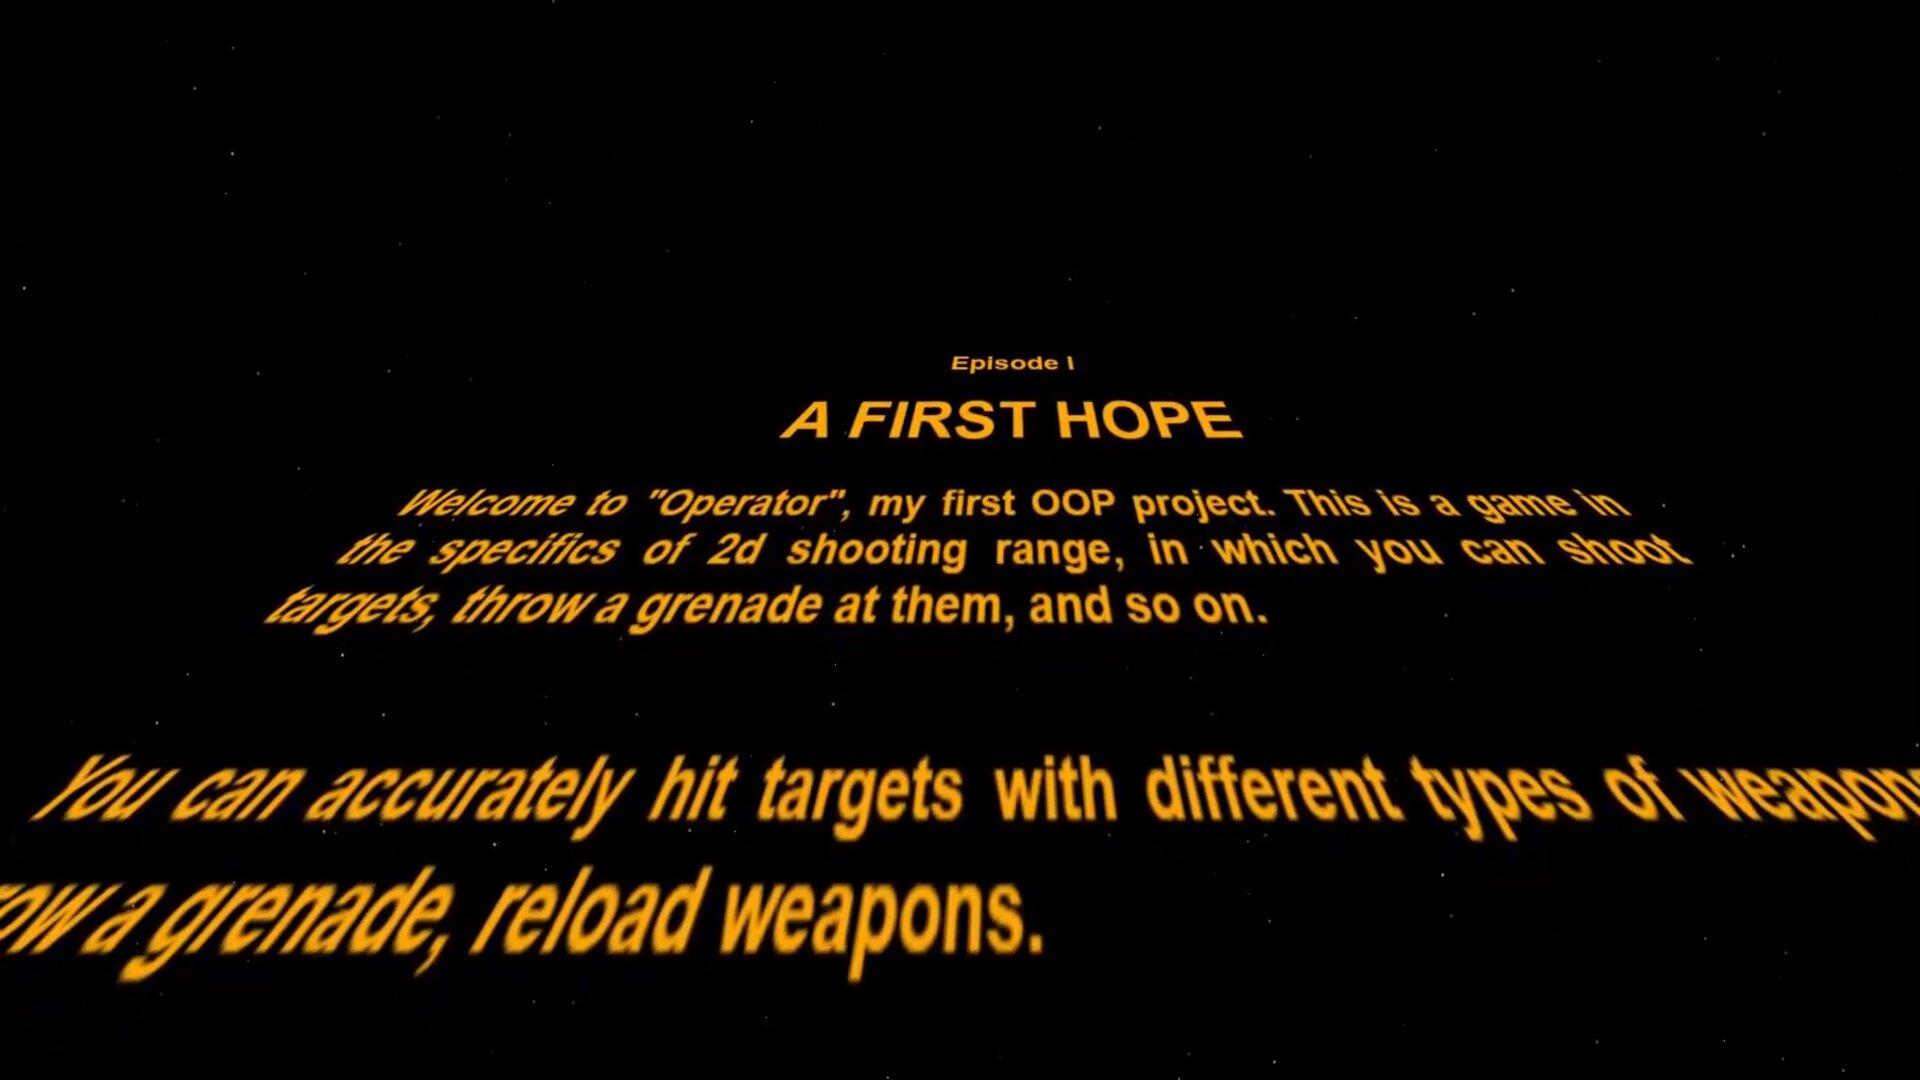 Episode I
A FIRST HOPE
Welcome to "Operator", my first OOP project. This is a game in
the specifics of 2d shooting range, in which you can shoot
targets, throw a grenade at them, and so on.
You can accurately hit targets with different types of
a grenade, reload weapons.